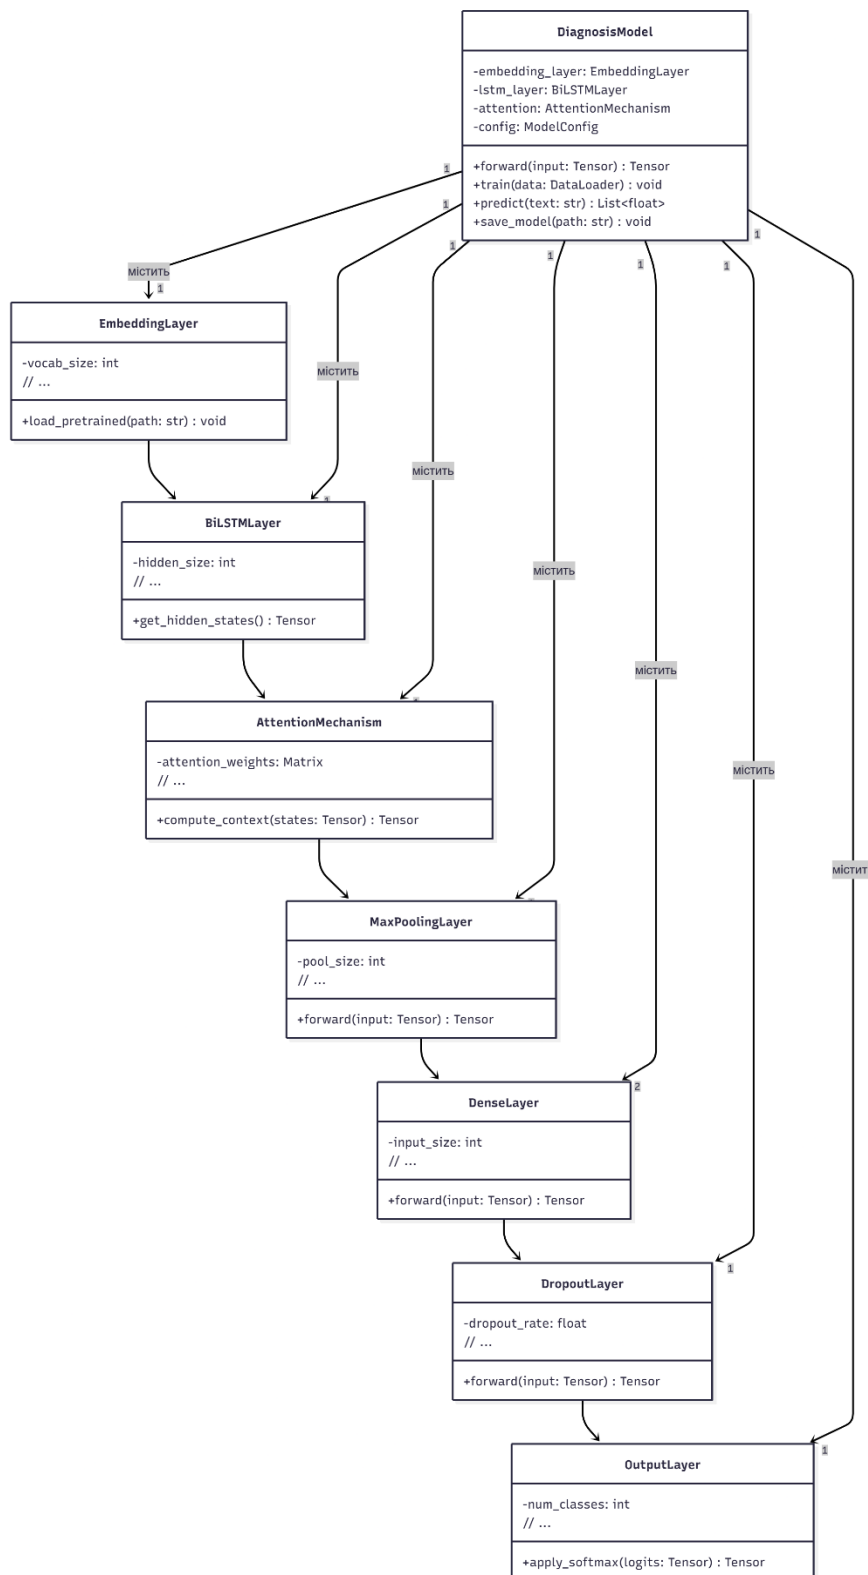 DiagnosisModel
-embedding_layer: EmbeddingLayer
-lstm_layer: BiLSTMLayer
-attention: AttentionMechanism
-config: ModelConfig
+forward(input: Tensor) : Tensor
+train(data: DataLoader) : void
+predict(text: str) : List<float>
+save_model(path: str) : void
1
1
1
1
1
1
1
містить
1
EmbeddingLayer
-vocab_size: int
// ...
+load_pretrained(path: str) : void
містить
містить
1
BiLSTMLayer
-hidden_size: int
// ...
+get_hidden_states() : Tensor
містить
містить
AttentionMechanism
-attention_weights: Matrix
// ...
+compute_context(states: Tensor) : Tensor
містить
містит
MaxPoolingLayer
-pool_size: int
// ...
+forward(input: Tensor) : Tensor
2
DenseLayer
-input_size: int
// ...
+forward(input: Tensor) : Tensor
1
DropoutLayer
-dropout_rate: float
// ...
+forward(input: Tensor) : Tensor
1
OutputLayer
-num_classes: int
// ...
+apply_softmax(logits: Tensor) : Tensor